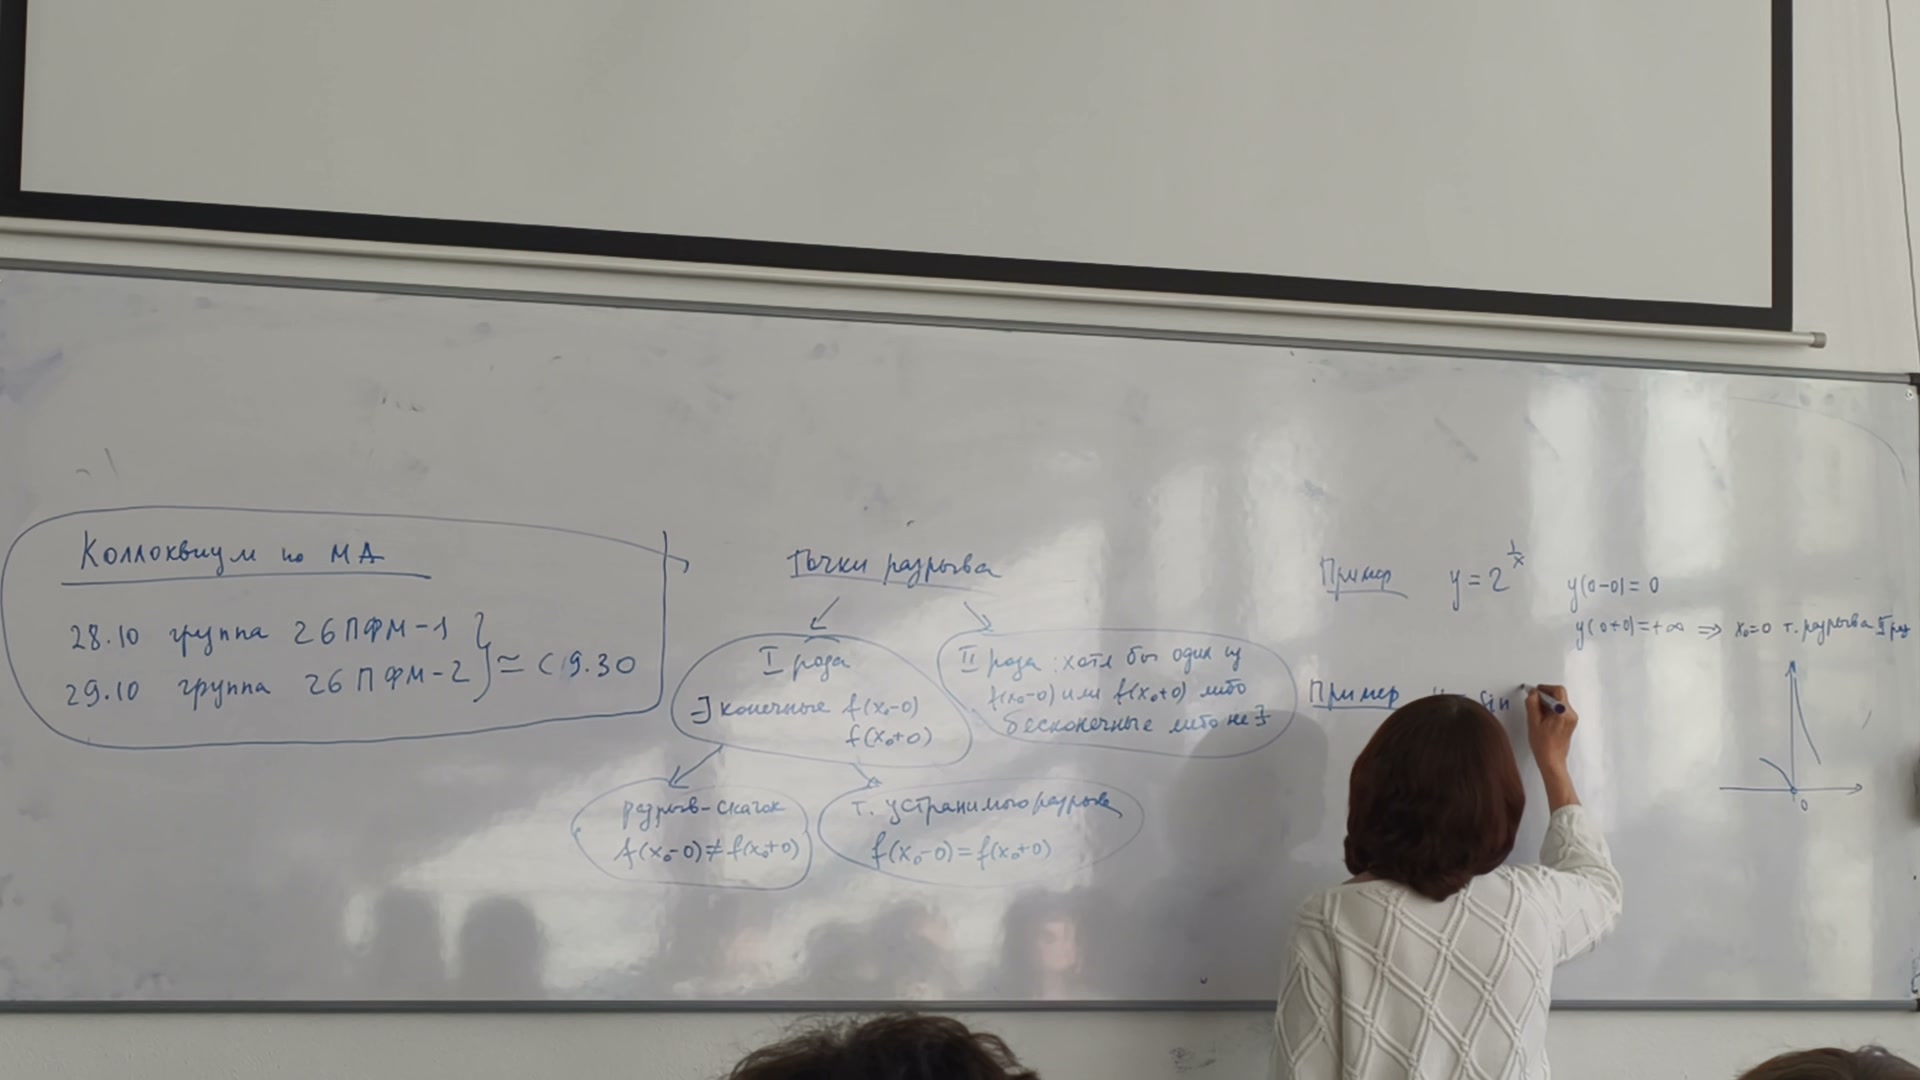 Коллоквиум по МА
28.10 группа 26ПФМ-1
29.10 группа 26ПФМ-2 } ≃ С 9.30
Точки разрыва
I рода
∃ конечные f(x₀-0)
f(x₀+0)
II рода: хотя бы один из
f(x₀-0) или f(x₀+0) либо
бесконечные либо не ∃
разрыв-скачок
f(x₀-0) ≠ f(x₀+0)
т. устранимого разрыва
f(x₀-0) = f(x₀+0)
Пример y = 2^{1/x}
y(0-0) = 0
y(0+0) = +∞ ⇒ x₀=0 т. разрыва II
0
Пример
sin